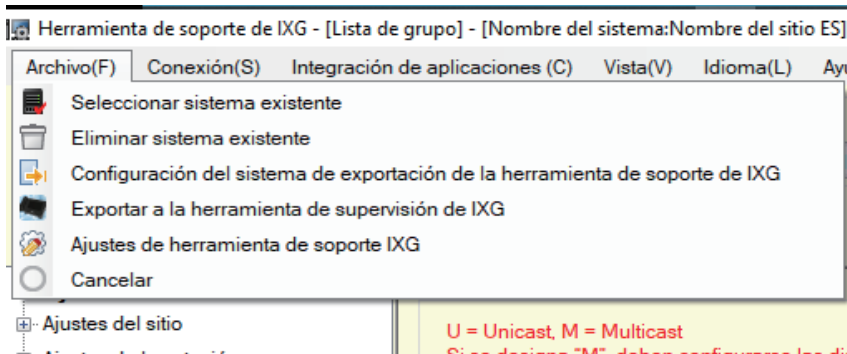 Herramienta de soporte de IXG - [Lista de grupo] - [Nombre del sistema:Nombre del sitio ES]
Archivo(F) Conexión(S) Integración de aplicaciones (C) Vista(V) Idioma(L)
Seleccionar sistema existente
Eliminar sistema existente
Configuración del sistema de exportación de la herramienta de soporte de IXG
Exportar a la herramienta de supervisión de IXG
Ajustes de herramienta de soporte IXG
Cancelar
Ajustes del sitio
U = Unicast, M = Multicast